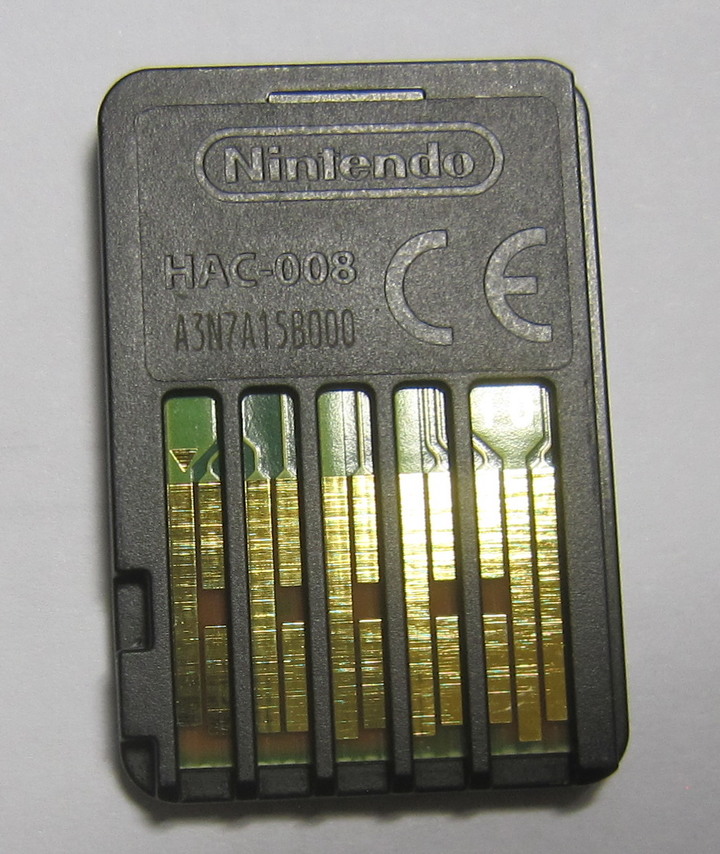 Nintendo
HAC-008
CE
A3N7A15B000